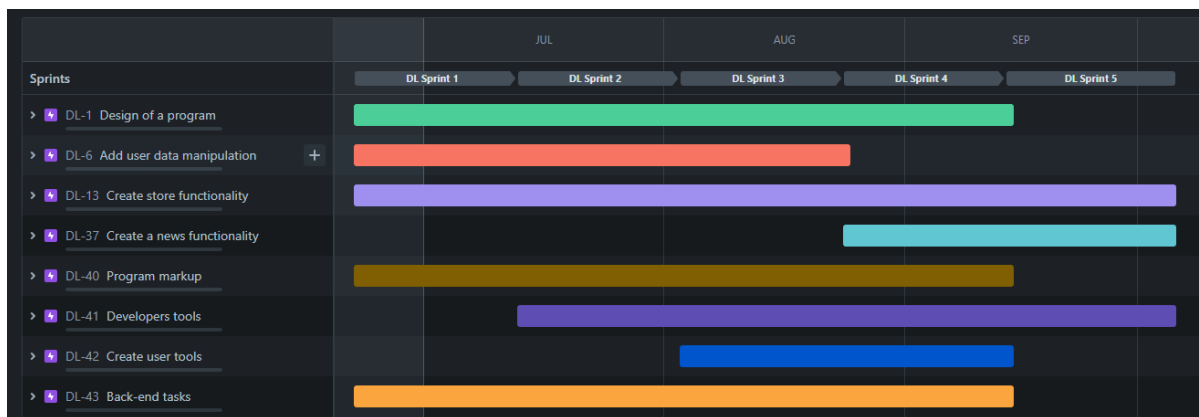 JUL AUG SEP
Sprints DL Sprint 1 DL Sprint 2 DL Sprint 3 DL Sprint 4 DL Sprint 5
DL-1 Design of a program
DL-6 Add user data manipulation +
DL-13 Create store functionality
DL-37 Create a news functionality
DL-40 Program markup
DL-41 Developers tools
DL-42 Create user tools
DL-43 Back-end tasks